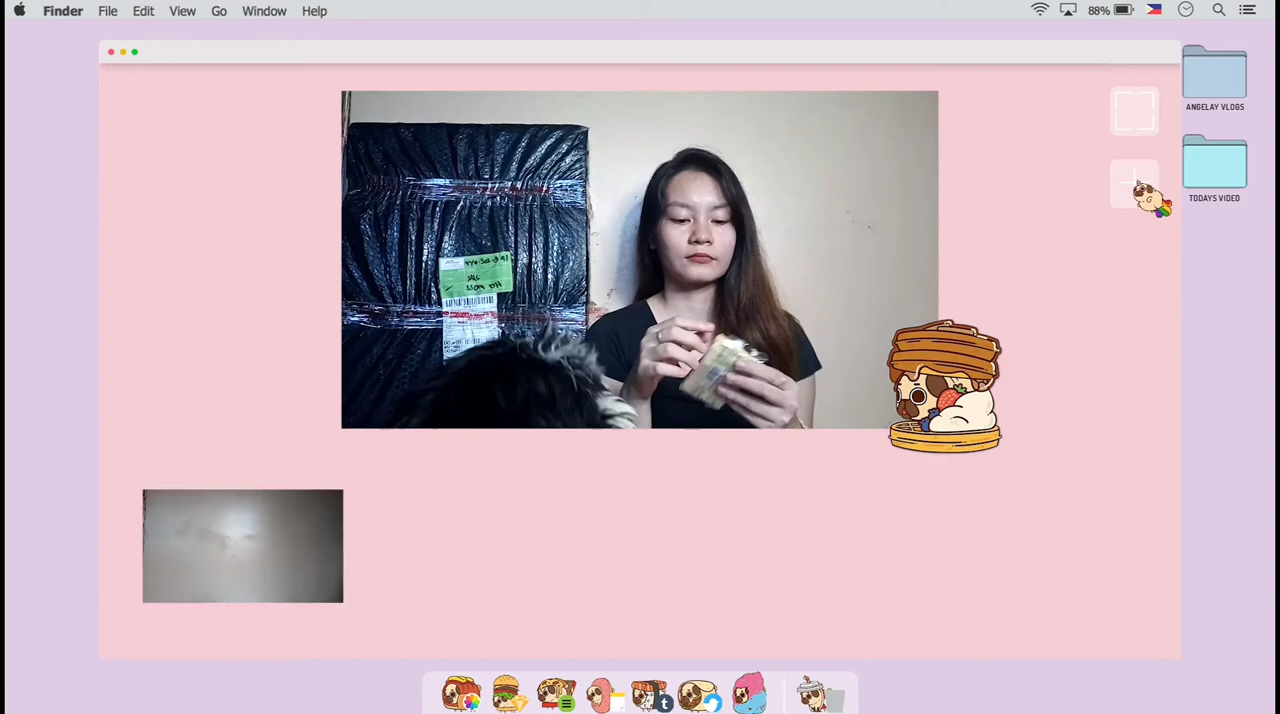 Finder File Edit View Go Window Help
88%
ANGELAY VLOGS
TODAYS VIDEO
t